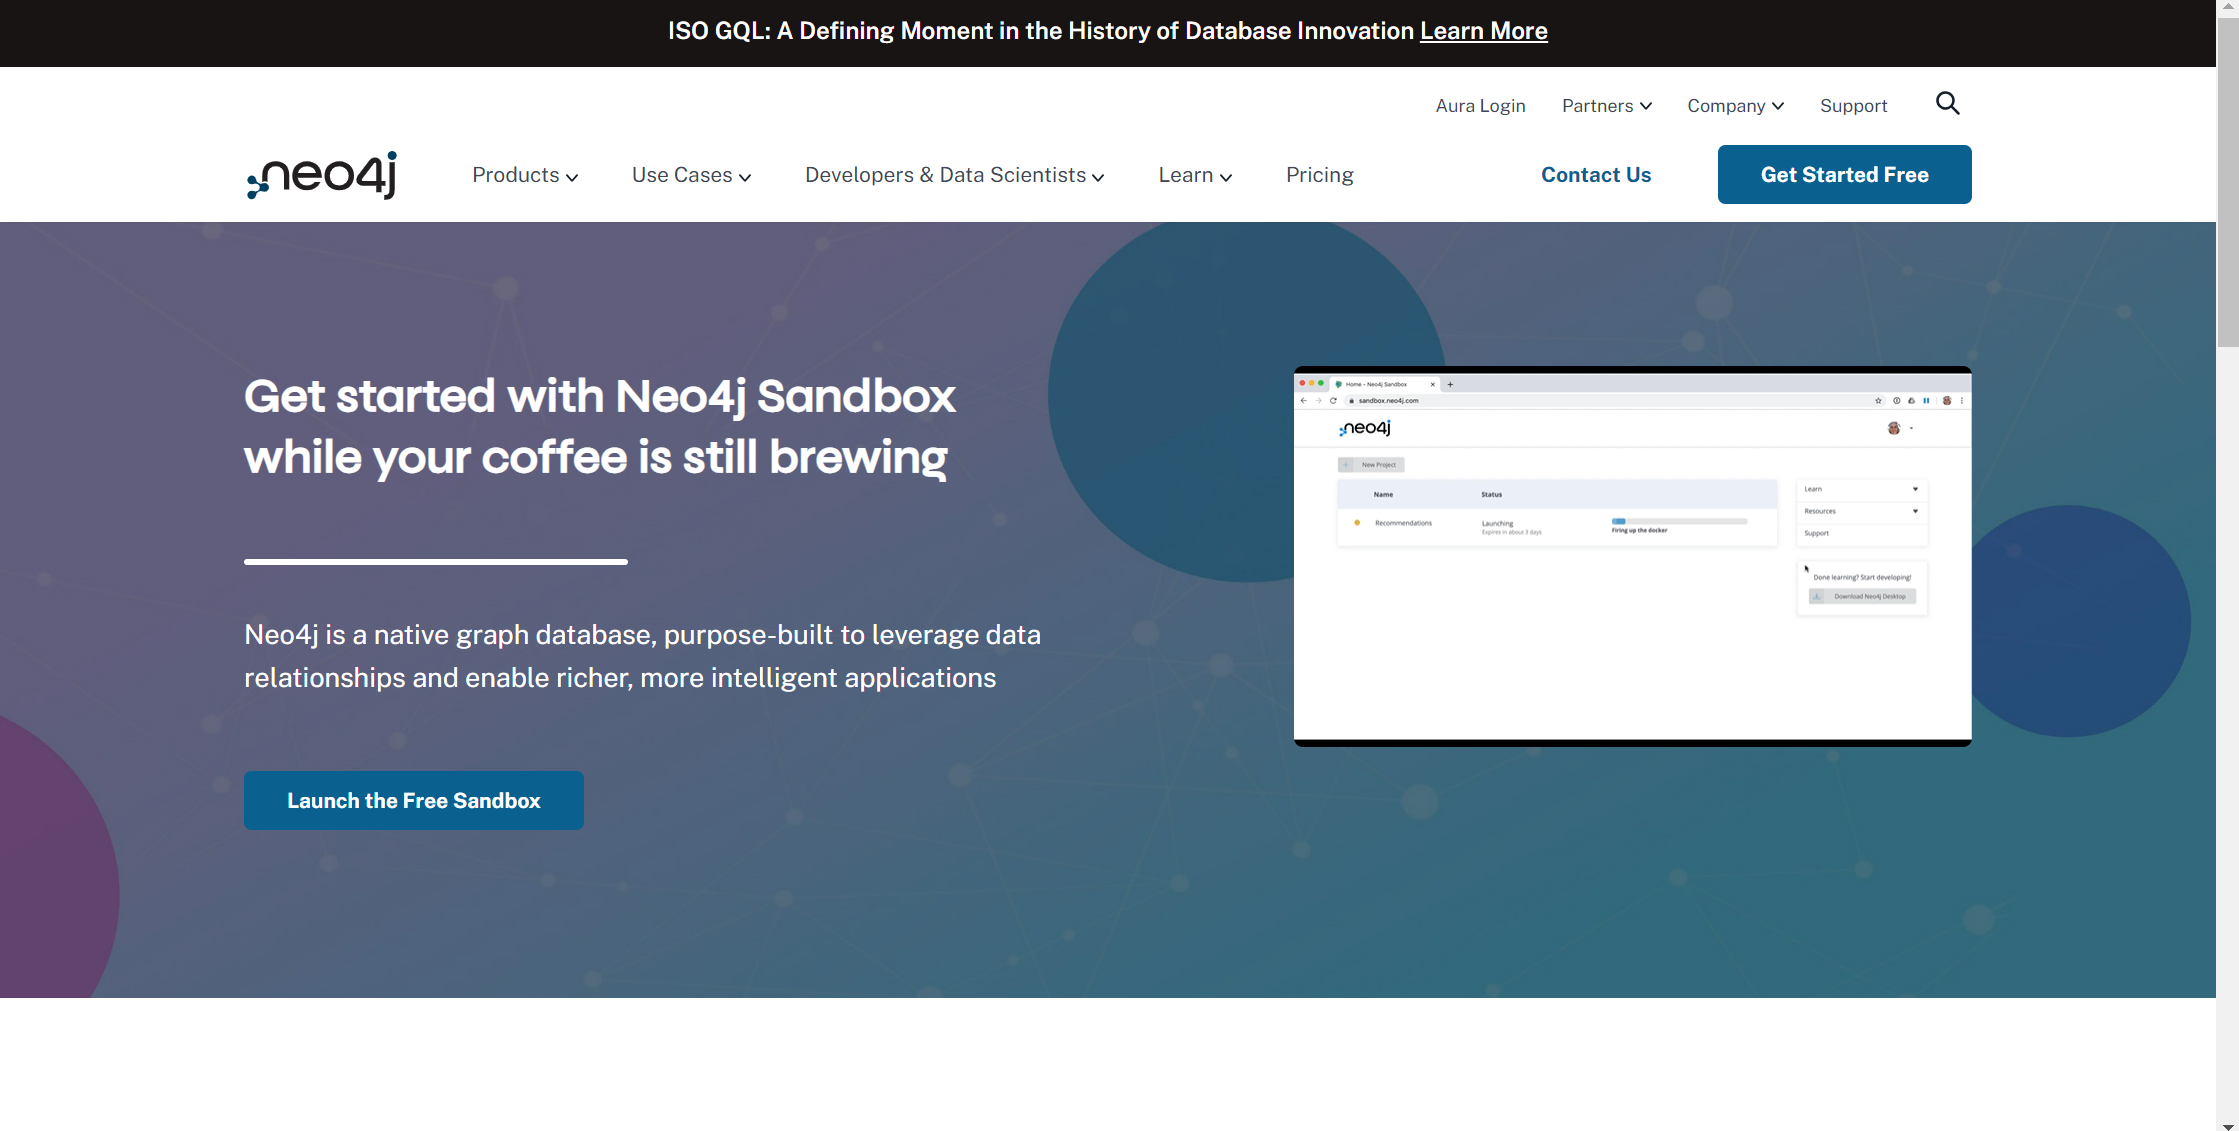 ISO GQL: A Defining Moment in the History of Database Innovation Learn More
Aura Login Partners Company Support
neo4j Products Use Cases Developers & Data Scientists Learn Pricing Contact Us Get Started Free
Get started with Neo4j Sandbox
while your coffee is still brewing
Neo4j is a native graph database, purpose-built to leverage data
relationships and enable richer, more intelligent applications
Launch the Free Sandbox
Home - Neo4j Sandbox
sandbox.neo4j.com
neo4j
New Project
Name Status
Recommendations Launching
Expires in about 3 days
Firing up the docker
Learn
Resources
Support
Done learning? Start developing!
Download Neo4j Desktop